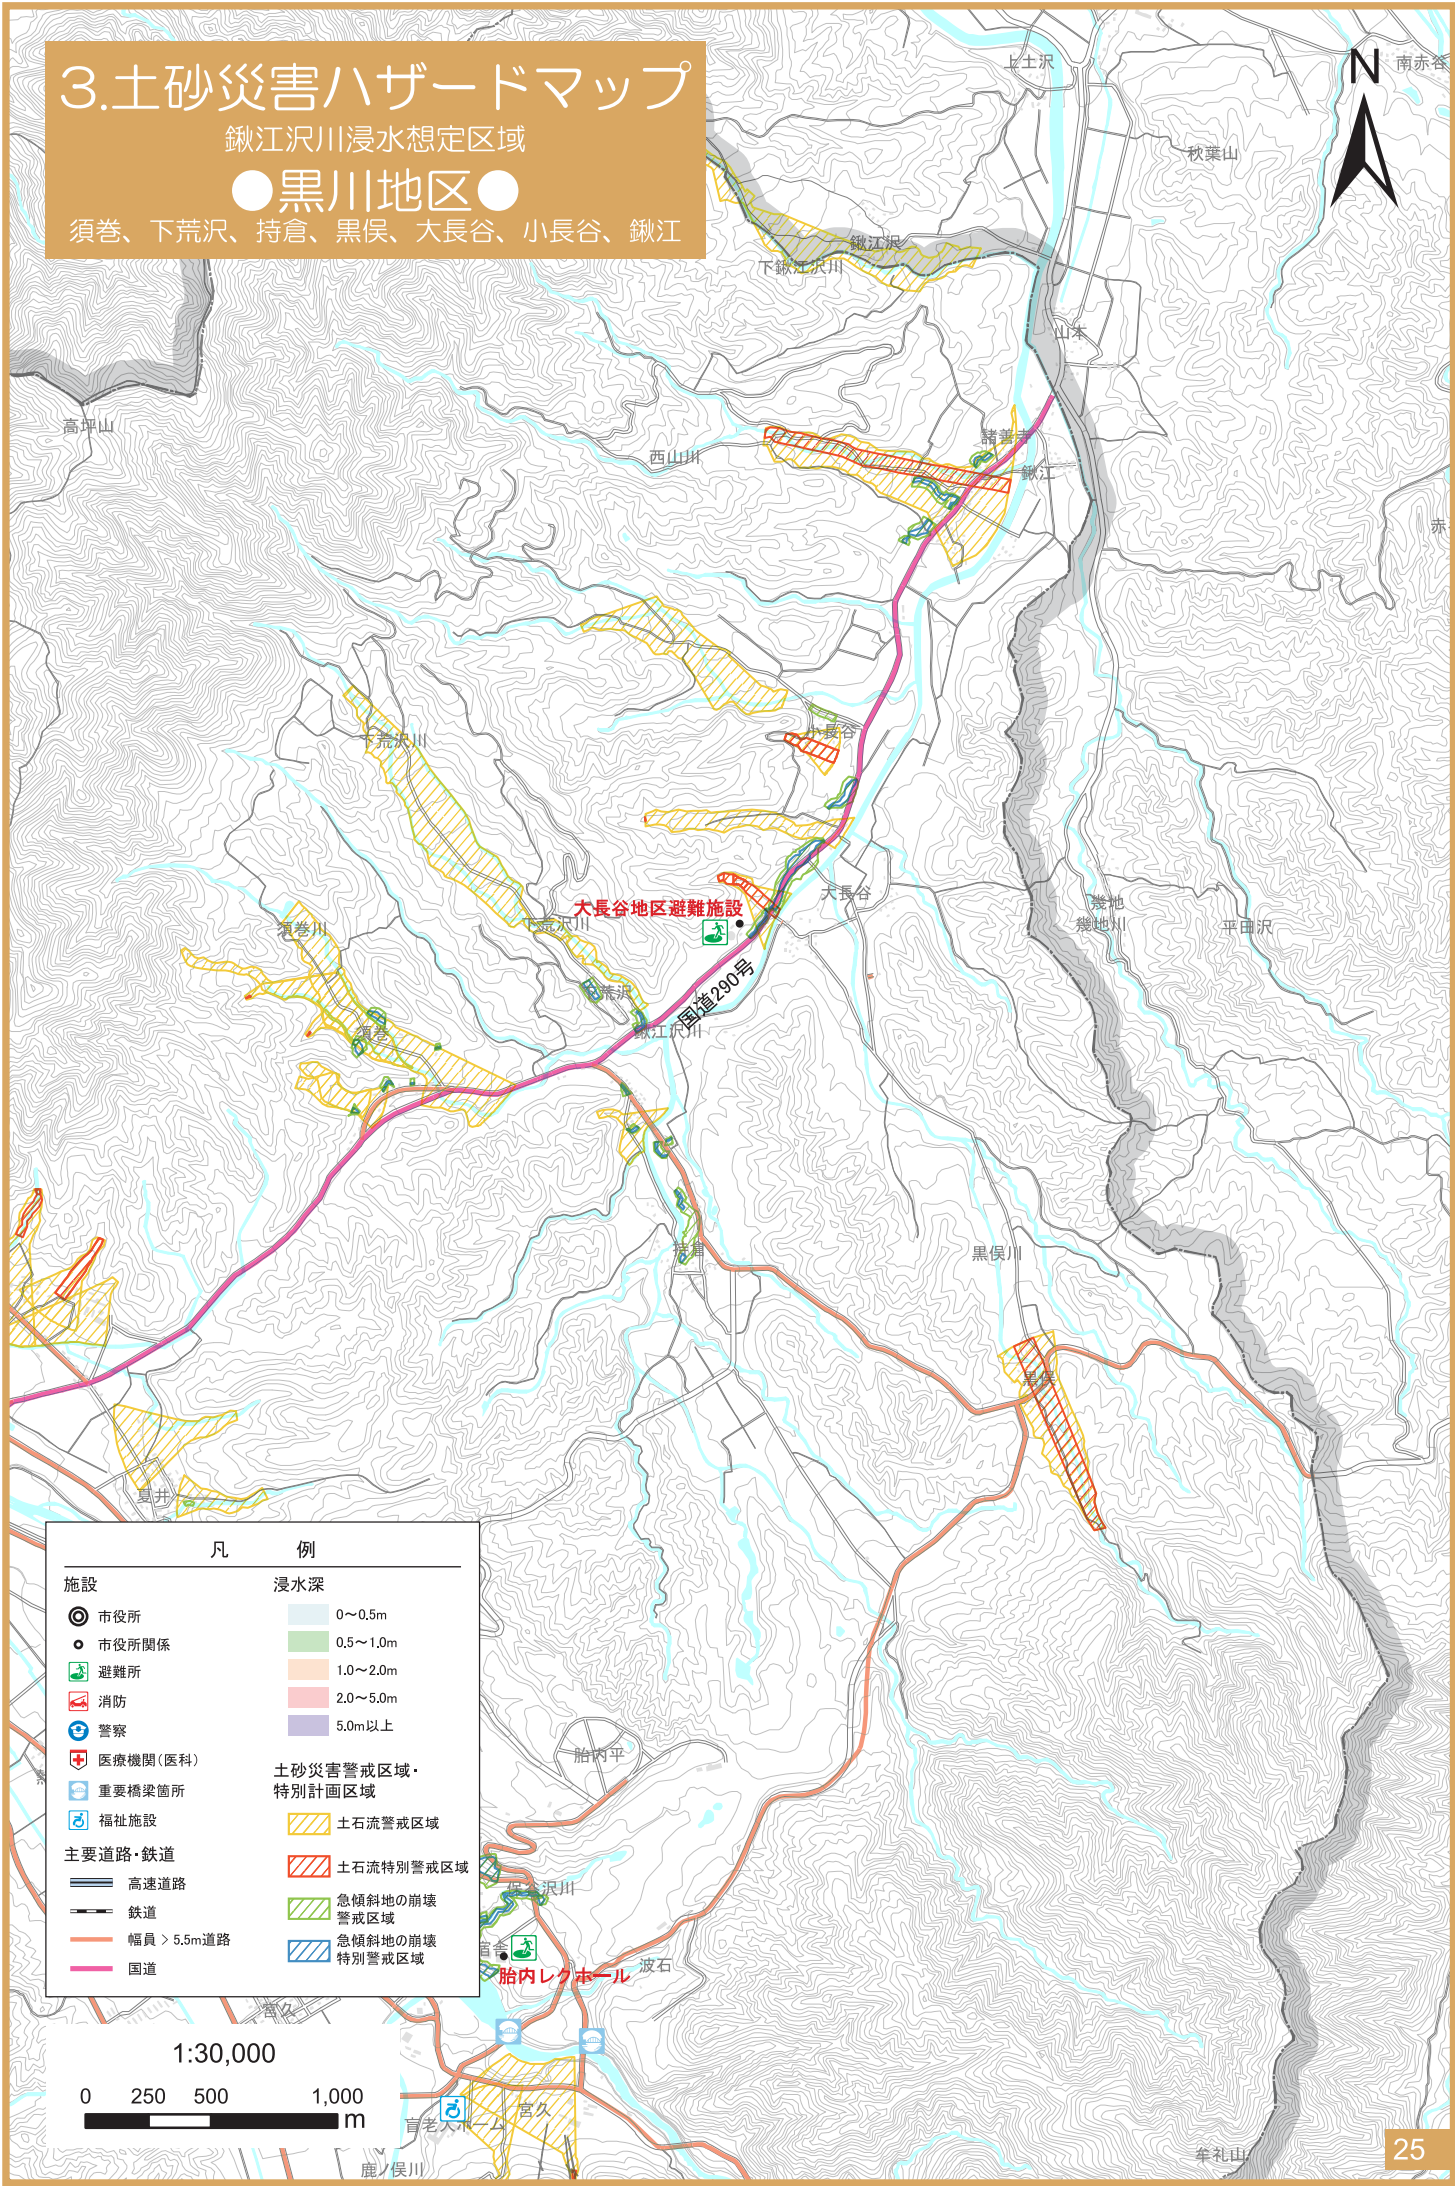 3.土砂災害ハザードマップ
鍬江沢川浸水想定区域
●黒川地区●
須巻、下荒沢、持倉、黒俣、大長谷、小長谷、鍬江
N
上土沢
南赤谷
秋葉山
鍬江沢
下鍬江沢川
山本
高坪山
西山川
諸善寺
鍬江
赤
下荒沢川
小長谷
大長谷
大長谷地区避難施設
須巻川
下荒沢川
幾地
幾地川
平田沢
国道290号
荒沢
鍬江沢川
須巻
持倉
黒俣川
黒俣
夏井
凡 例
施設
市役所
市役所関係
避難所
消防
警察
医療機関(医科)
重要橋梁箇所
福祉施設
主要道路・鉄道
高速道路
鉄道
幅員 > 5.5m道路
国道
浸水深
0〜0.5m
0.5〜1.0m
1.0〜2.0m
2.0〜5.0m
5.0m以上
土砂災害警戒区域・
特別計画区域
土石流警戒区域
土石流特別警戒区域
急傾斜地の崩壊
警戒区域
急傾斜地の崩壊
特別警戒区域
胎内平
宿舎
胎内レクホール
波石
宮久
1:30,000
0 250 500 1,000
m
宮久
盲老人ホーム
鹿ノ俣川
牟礼山
25